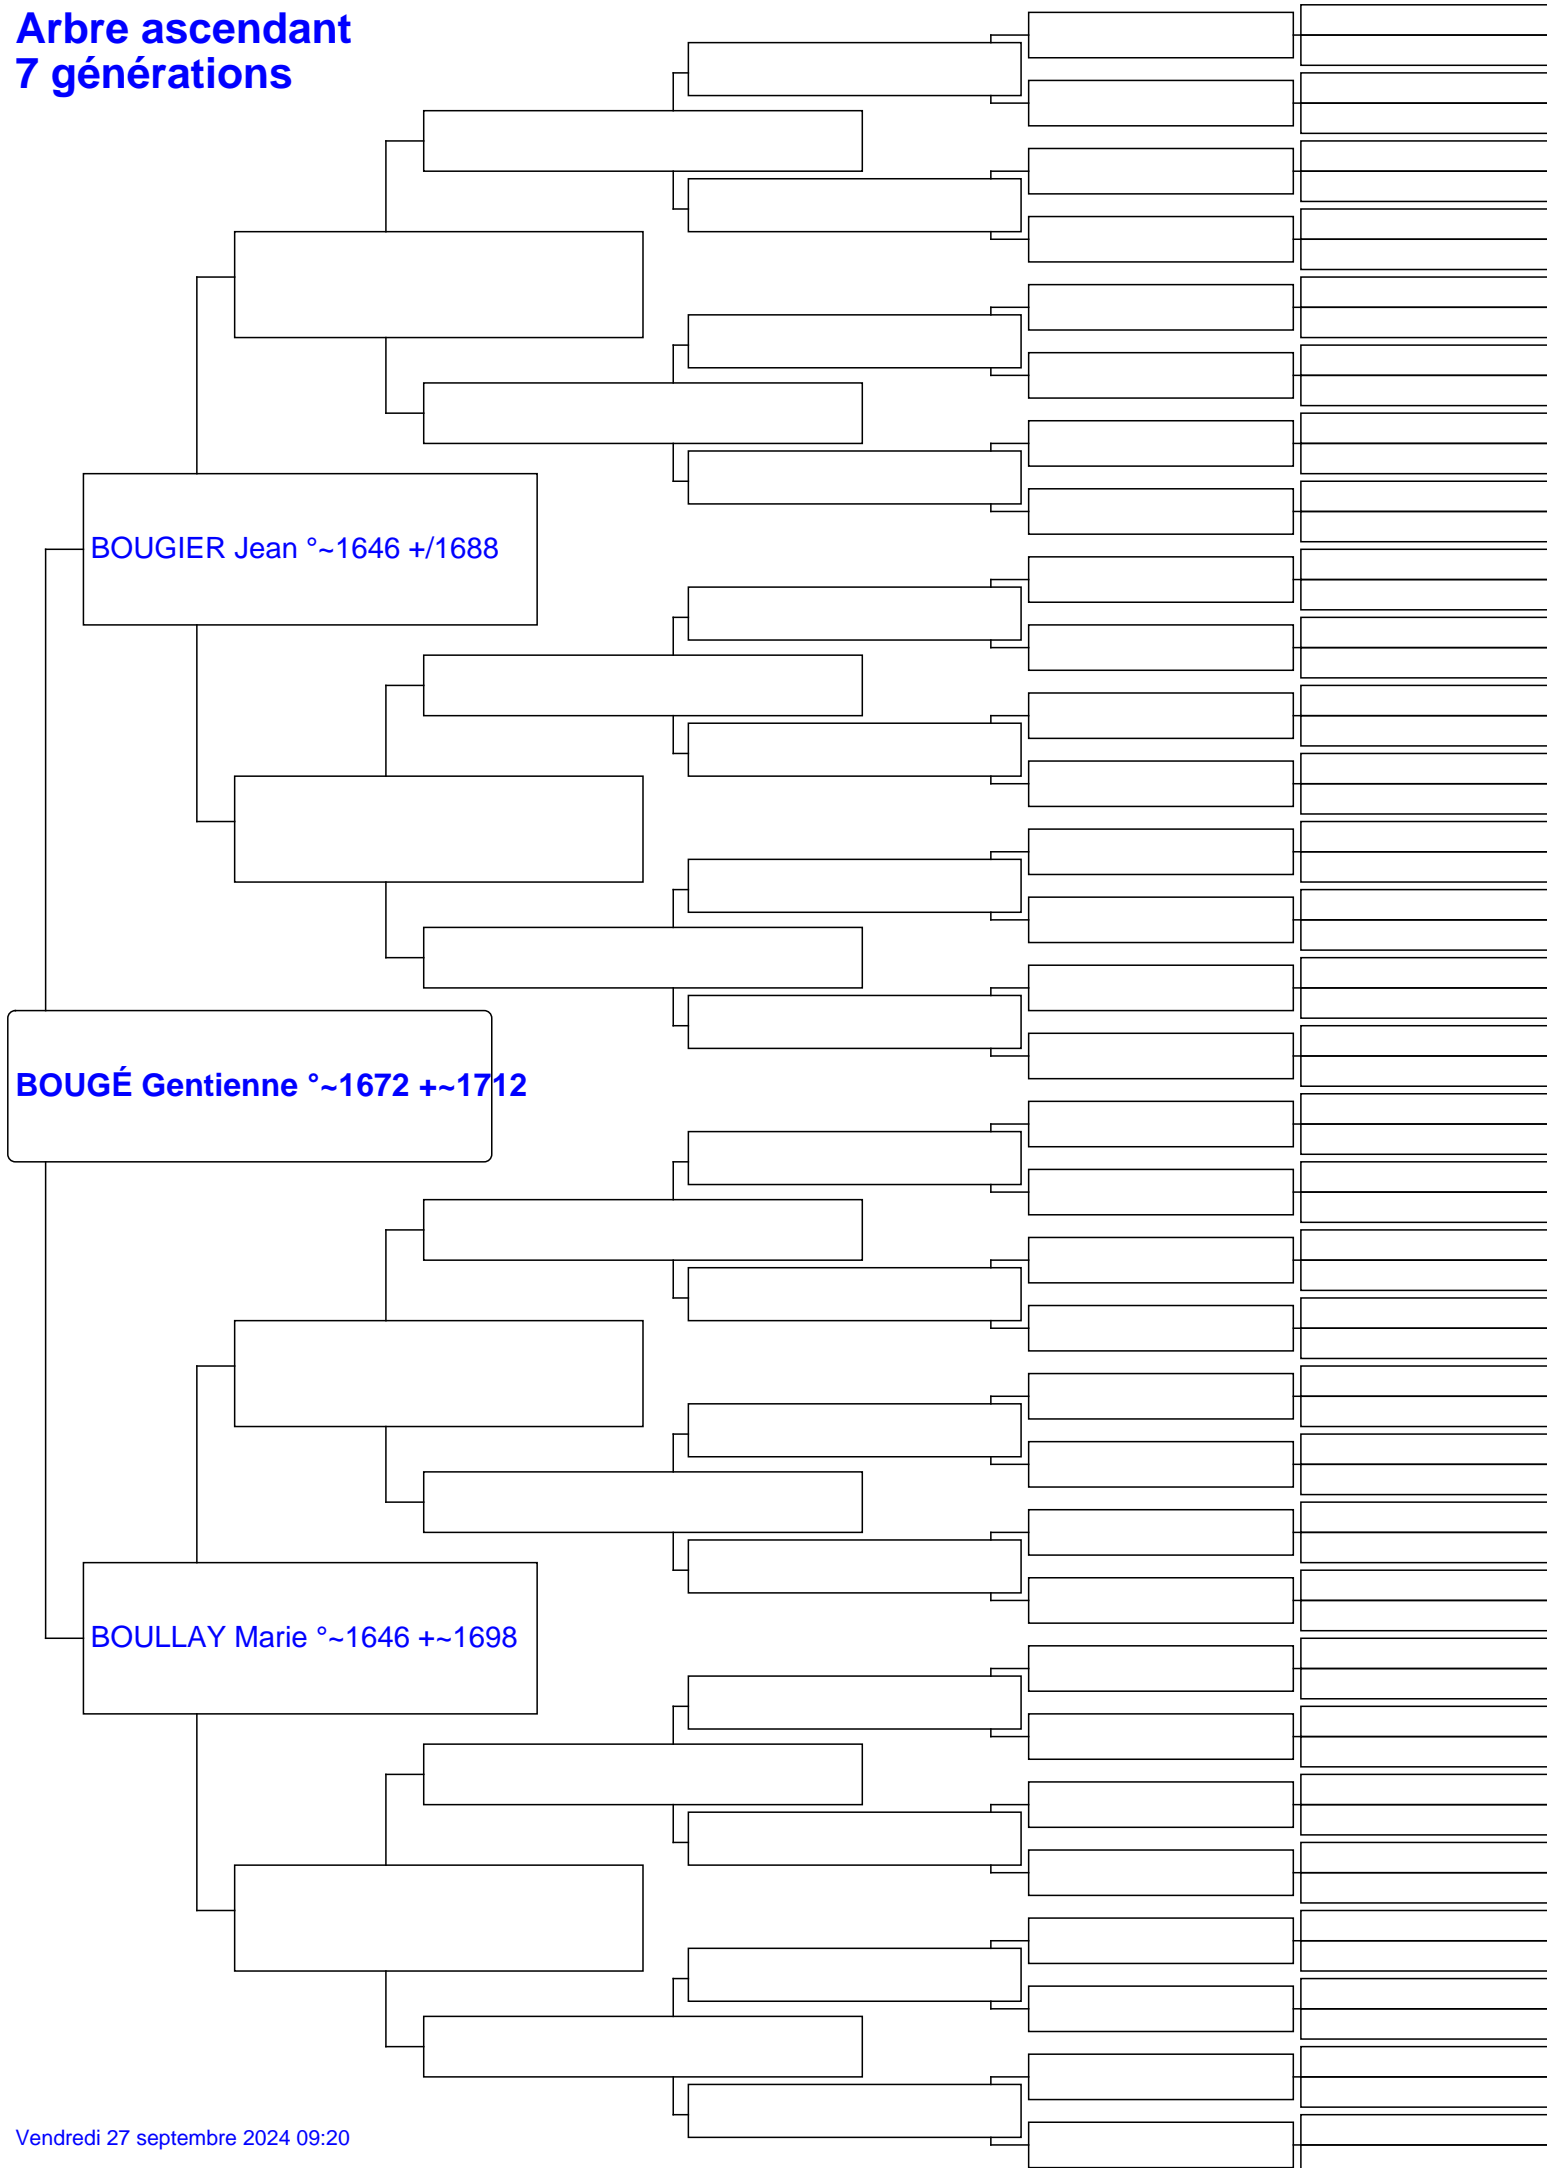 Arbre ascendant
7 générations
BOUGIER Jean °~1646 +/1688
BOUGÉ Gentienne °~1672 +~1712
BOULLAY Marie °~1646 +~1698
Vendredi 27 septembre 2024 09:20